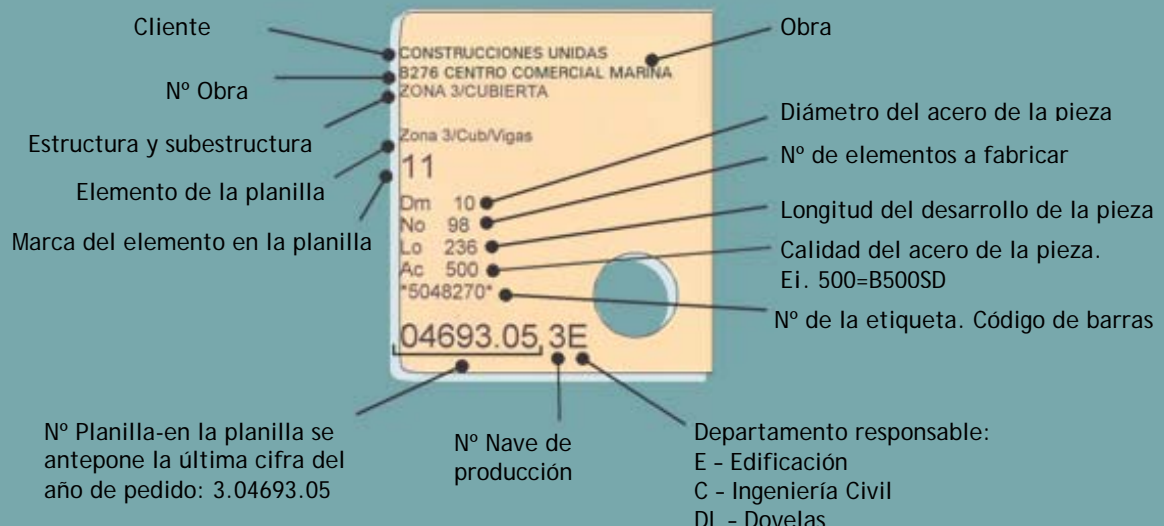 Cliente
Nº Obra
Estructura y subestructura
Elemento de la planilla
Marca del elemento en la planilla
CONSTRUCCIONES UNIDAS
B276 CENTRO COMERCIAL MARINA
ZONA 3/CUBIERTA
Zona 3/Cub/Vigas
11
Dm 10
No 98
Lo 236
Ac 500
*5048270*
04693.05 3E
Obra
Diámetro del acero de la pieza
Nº de elementos a fabricar
Longitud del desarrollo de la pieza
Calidad del acero de la pieza.
Ei. 500=B500SD
Nº de la etiqueta. Código de barras
Nº Planilla-en la planilla se
antepone la última cifra del
año de pedido: 3.04693.05
Nº Nave de
producción
Departamento responsable:
E – Edificación
C – Ingeniería Civil
DL – Dovelas